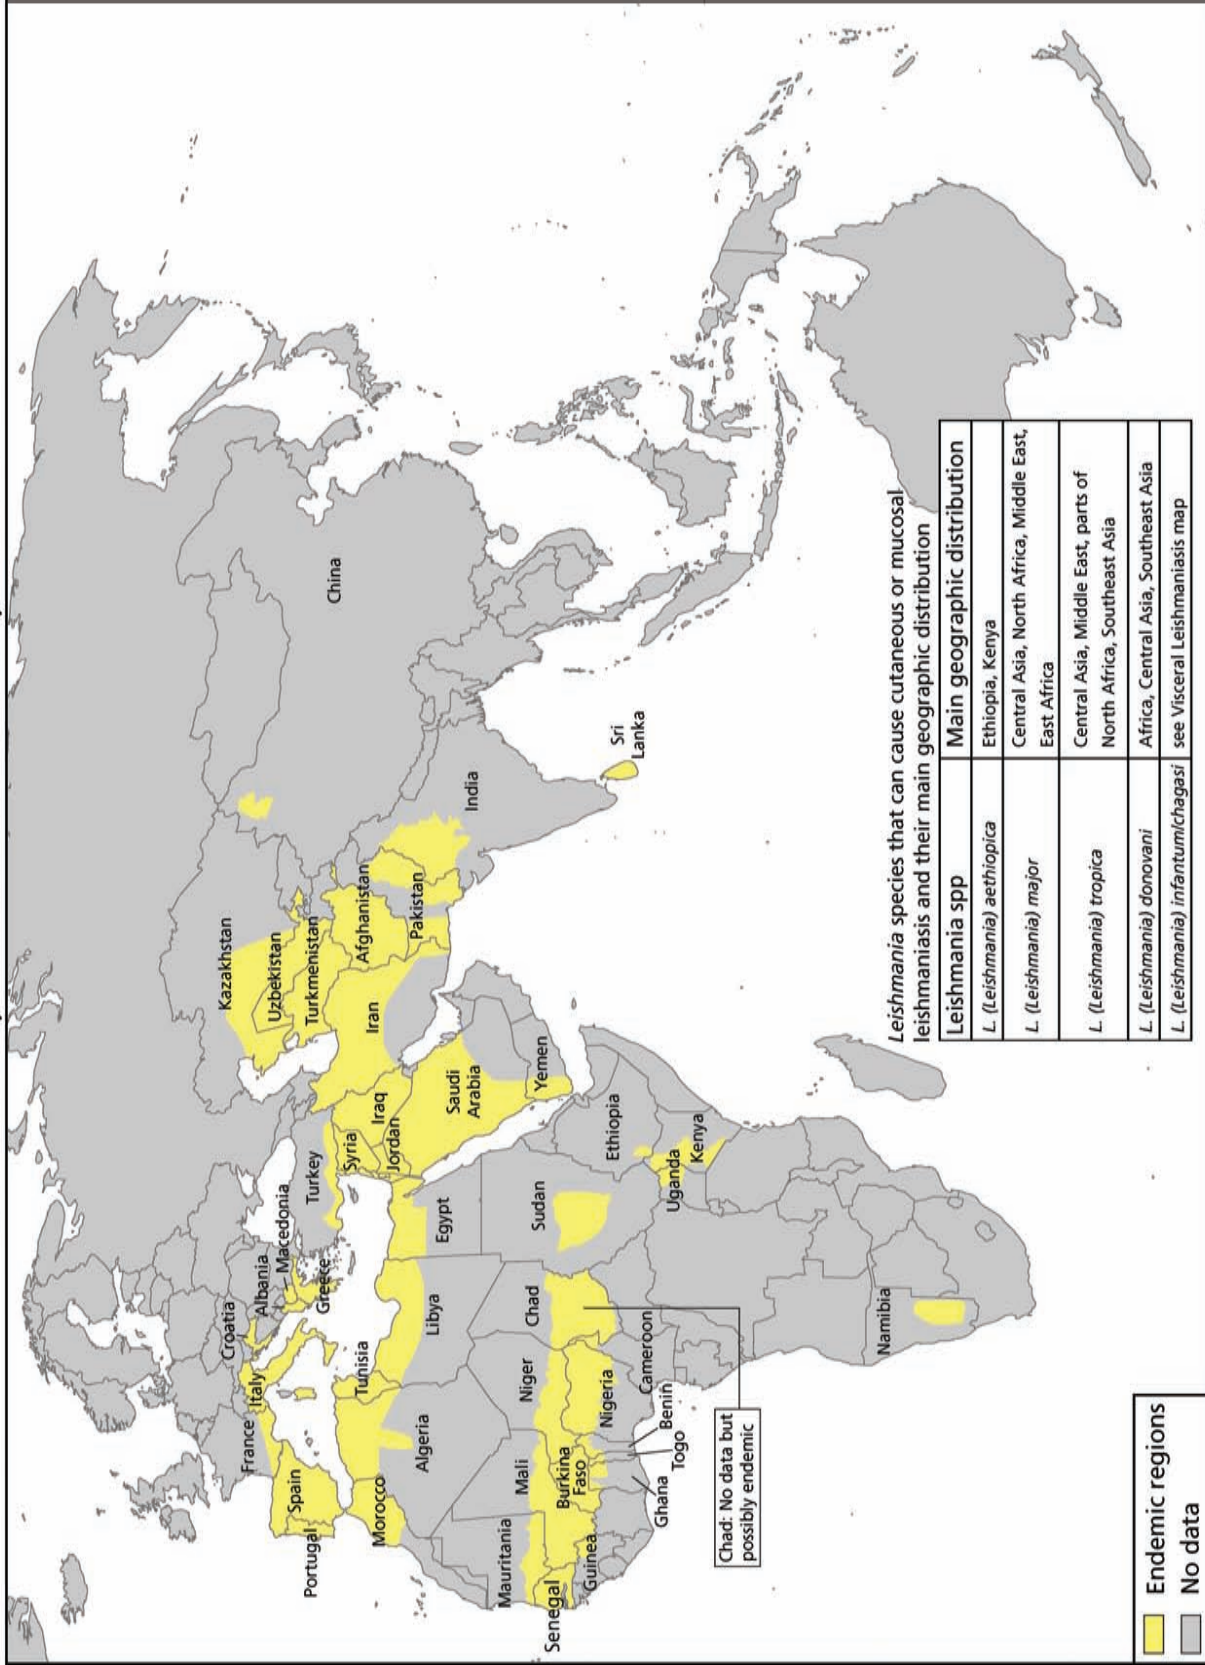 Croatia
Albania
Macedonia
France
Italy
Portugal
Spain
Greece
Turkey
Kazakhstan
Uzbekistan
Turkmenistan
China
Morocco
Tunisia
Syria
Iraq
Jordan
Iran
Afghanistan
Pakistan
India
Algeria
Libya
Egypt
Saudi
Arabia
Yemen
Sri
Lanka
Mauritania
Mali
Niger
Chad
Sudan
Senegal
Guinea
Burkina
Faso
Nigeria
Ethiopia
Ghana
Togo
Benin
Cameroon
Uganda
Kenya
Namibia
Chad: No data but
possibly endemic
Leishmania species that can cause cutaneous or mucosal
leishmaniasis and their main geographic distribution
Leishmania spp Main geographic distribution
L. (Leishmania) aethiopica Ethiopia, Kenya
L. (Leishmania) major Central Asia, North Africa, Middle East,
East Africa
L. (Leishmania) tropica Central Asia, Middle East, parts of
North Africa, Southeast Asia
L. (Leishmania) donovani Africa, Central Asia, Southeast Asia
L. (Leishmania) infantum/chagasi see Visceral Leishmaniasis map
Endemic regions
No data